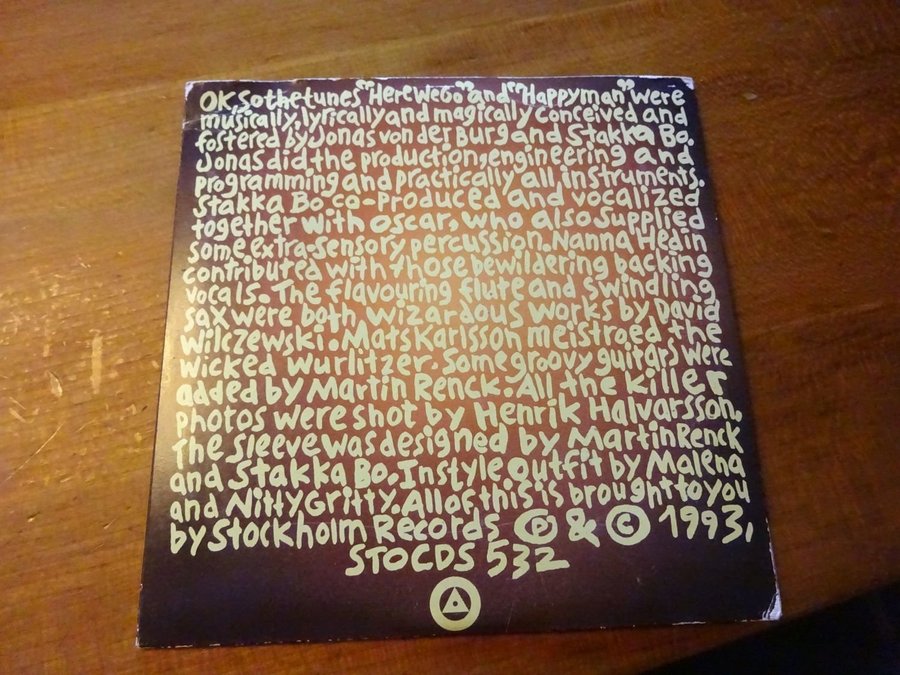 OK so the tunes "Here We Go" and "Happy man" were
musically, lyrically and magically conceived and
fostered by Jonas von der Burg and Stakka Bo.
Jonas did the production, engineering and
programming and practically all instruments.
Stakka Bo co-produced and vocalized
together with Oscar, who also supplied
some extra-sensory percussion. Nanna Hedin
contributed with those bewildering backing
vocals. The flavouring flute and swindling
sax were both wizardous works by David
Wilczewski. Mats Karlsson meistroed the
wicked wurlitzer. Some groovy guitars were
added by Martin Renck. All the killer
photos were shot by Henrik Halvarsson.
The sleeve was designed by Martin Renck
and Stakka Bo. Instyle outfit by Malena
and Nitty Gritty. All of this is brought to you
by Stockholm Records ℗ & © 1993,
STOCDS 532